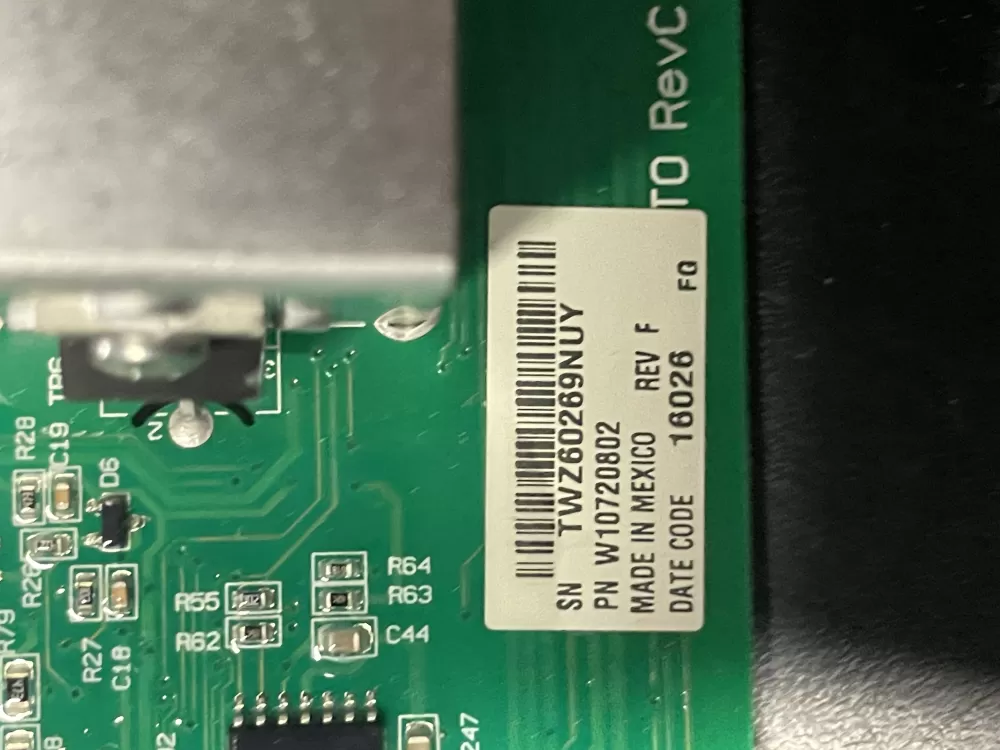 TO RevC
SN TWZ60269NUY
PN W10720802
MADE IN MEXICO REV F
DATE CODE 16026 FQ
TP6
R28
C19
D6
R27
C18
R55
R62
R64
R63
C44